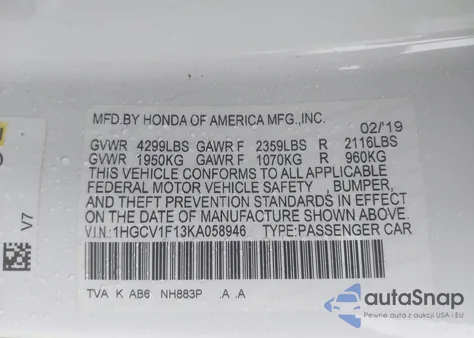 MFD.BY HONDA OF AMERICA MFG.,INC.
02/'19
GVWR 4299LBS GAWR F 2359LBS R 2116LBS
GVWR 1950KG GAWR F 1070KG R 960KG
THIS VEHICLE CONFORMS TO ALL APPLICABLE
FEDERAL MOTOR VEHICLE SAFETY , BUMPER,
AND THEFT PREVENTION STANDARDS IN EFFECT
ON THE DATE OF MANUFACTURE SHOWN ABOVE.
V.I.N.:1HGCV1F13KA058946 TYPE:PASSENGER CAR
TVA K AB6 NH883P .A .A
V7
autoSnap
Pewne auta z aukcji USA i EU